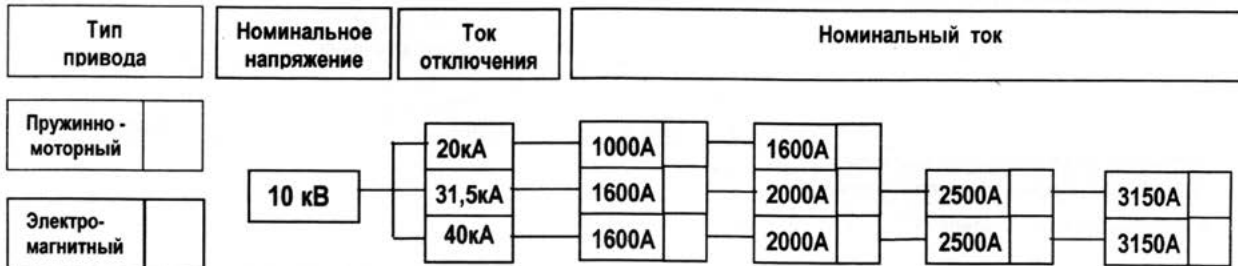 Тип
привода
Номинальное
напряжение
Ток
отключения
Номинальный ток
Пружинно -
моторный
20кА 1000А 1600А
10 кВ 31,5кА 1600А 2000А 2500А 3150А
Электро-
магнитный
40кА 1600А 2000А 2500А 3150А